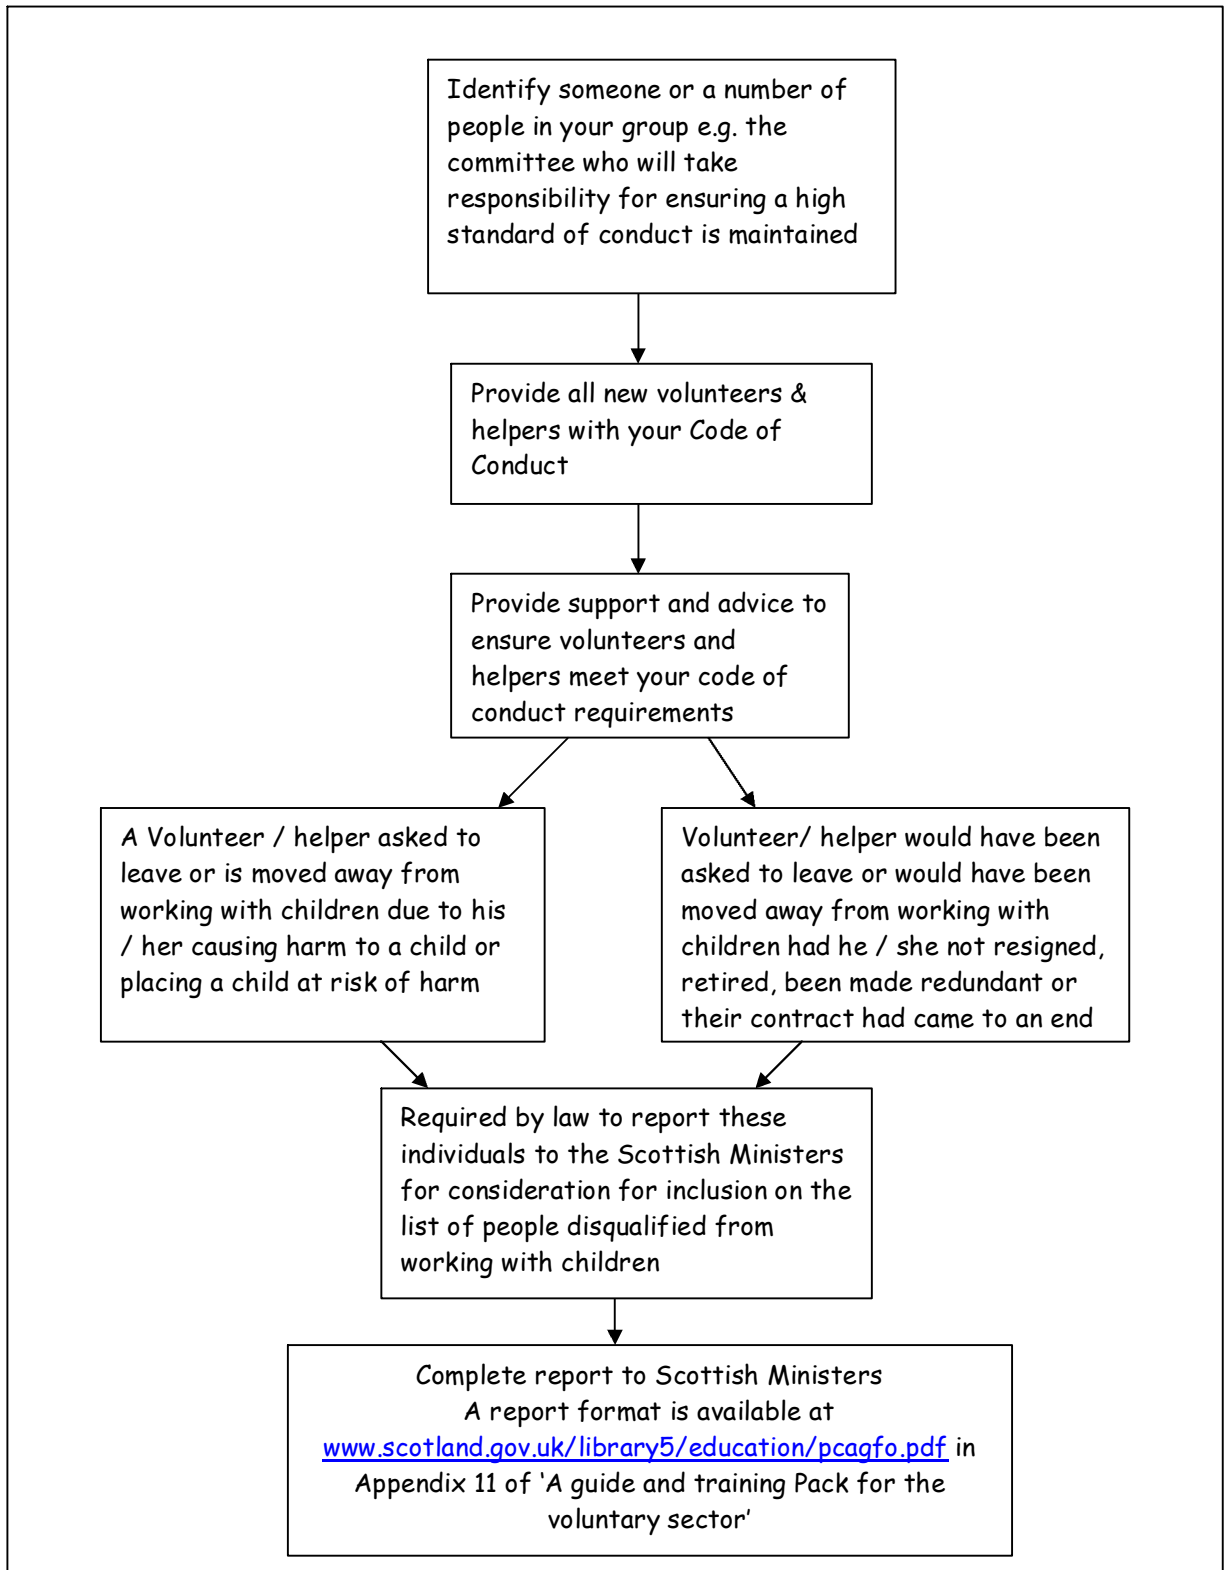 Identify someone or a number of
people in your group e.g. the
committee who will take
responsibility for ensuring a high
standard of conduct is maintained
Provide all new volunteers &
helpers with your Code of
Conduct
Provide support and advice to
ensure volunteers and
helpers meet your code of
conduct requirements
A Volunteer / helper asked to
leave or is moved away from
working with children due to his
/ her causing harm to a child or
placing a child at risk of harm
Volunteer/ helper would have been
asked to leave or would have been
moved away from working with
children had he / she not resigned,
retired, been made redundant or
their contract had came to an end
Required by law to report these
individuals to the Scottish Ministers
for consideration for inclusion on the
list of people disqualified from
working with children
Complete report to Scottish Ministers
A report format is available at
www.scotland.gov.uk/library5/education/pcagfo.pdf in
Appendix 11 of ‘A guide and training Pack for the
voluntary sector’